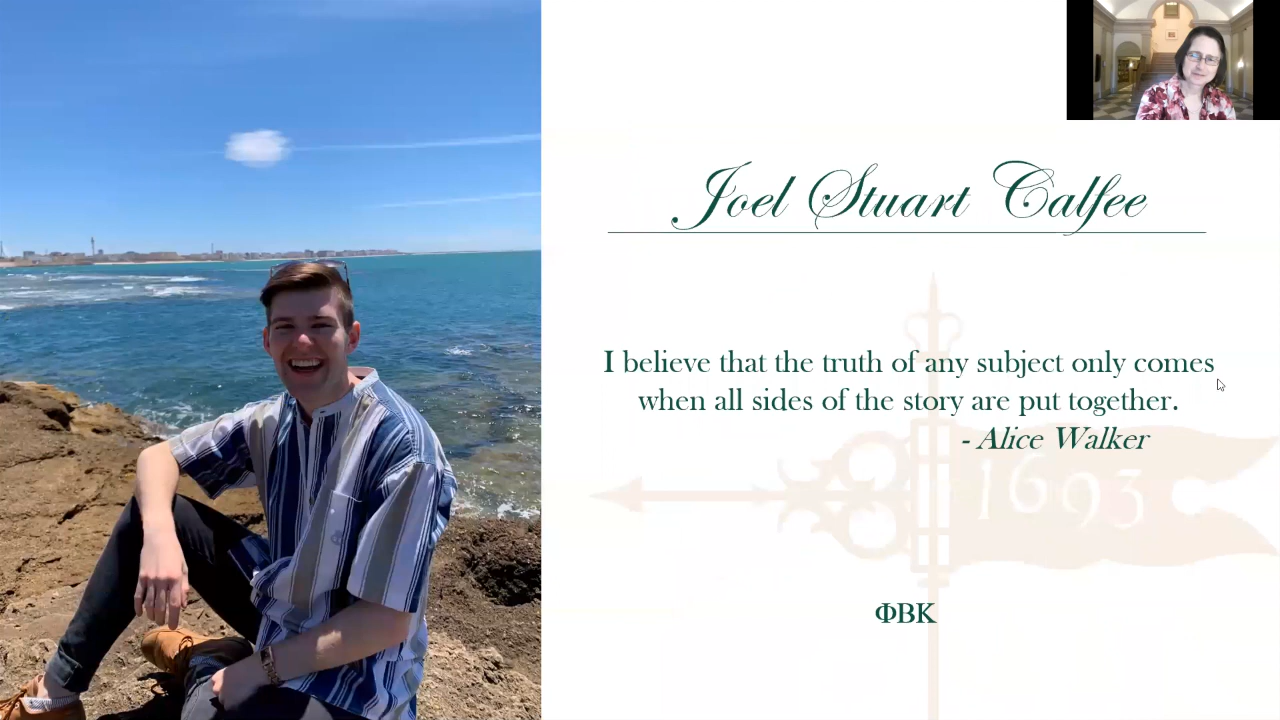 Joel Stuart Calfee
I believe that the truth of any subject only comes
when all sides of the story are put together.
- Alice Walker
1693
ΦΒΚ